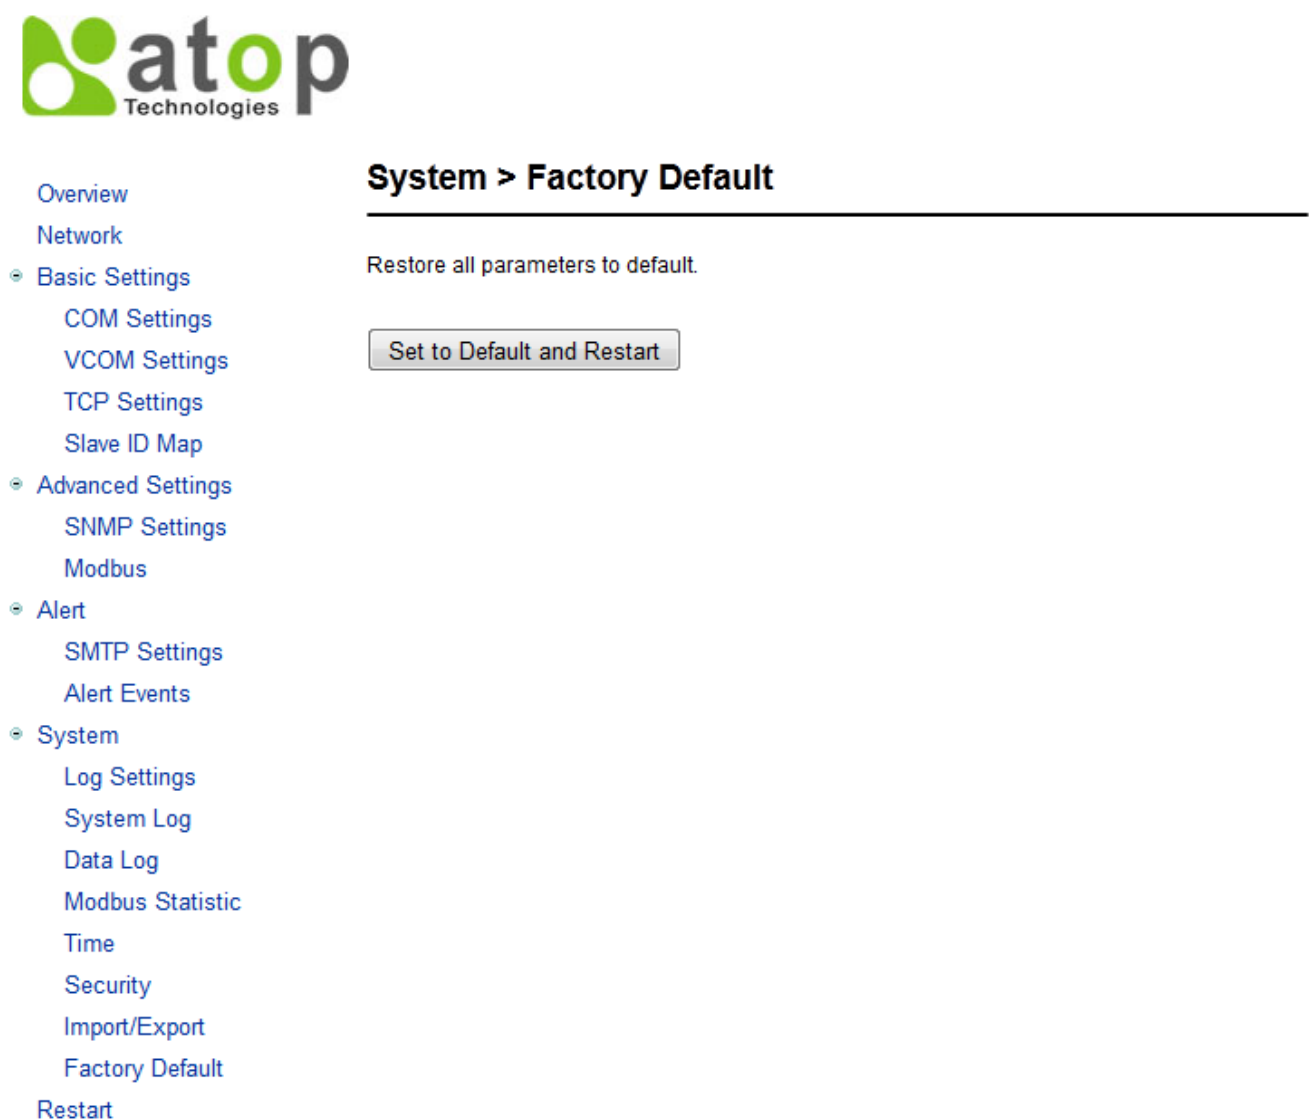 atop
Technologies
System > Factory Default
Restore all parameters to default.
Set to Default and Restart
Overview
Network
Basic Settings
COM Settings
VCOM Settings
TCP Settings
Slave ID Map
Advanced Settings
SNMP Settings
Modbus
Alert
SMTP Settings
Alert Events
System
Log Settings
System Log
Data Log
Modbus Statistic
Time
Security
Import/Export
Factory Default
Restart